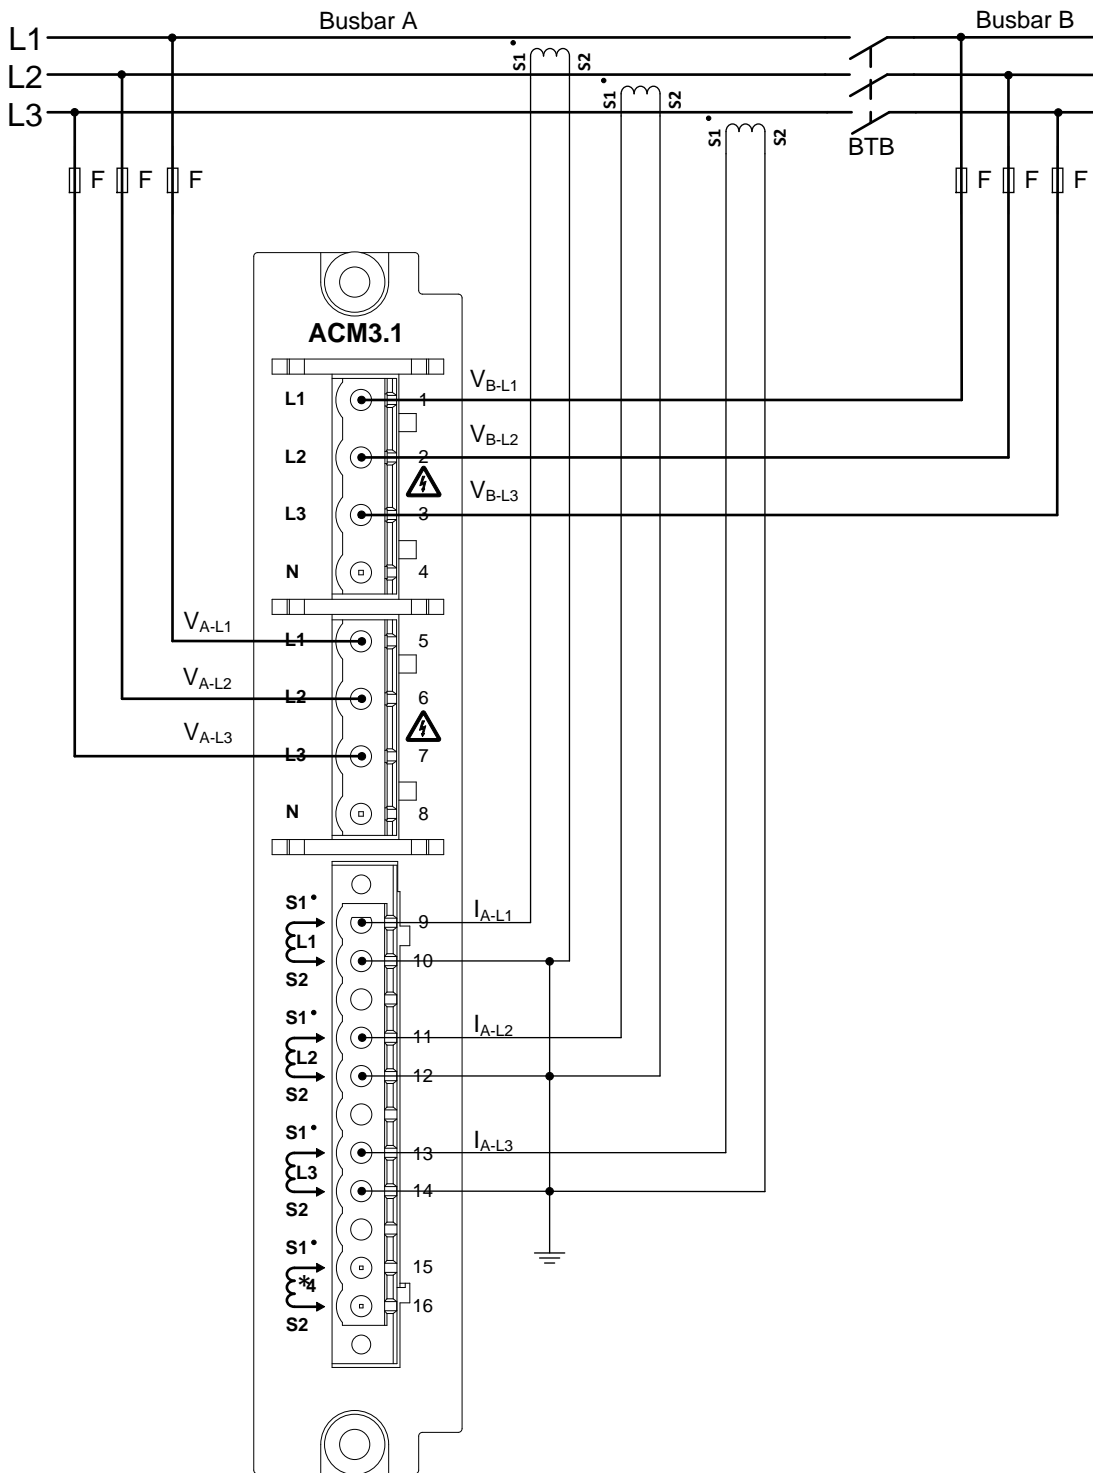 Busbar A
Busbar B
L1
S1
S2
L2
S1
S2
L3
S1
S2
BTB
F F F
F F F
ACM3.1
VB-L1
L1 1
VB-L2
L2 2
VB-L3
L3 3
N 4
VA-L1
L1 5
VA-L2
L2 6
VA-L3
L3 7
N 8
S1• 9 IA-L1
L1
S2 10
S1• 11 IA-L2
L2
S2 12
S1• 13 IA-L3
L3
S2 14
S1• 15
*4
S2 16